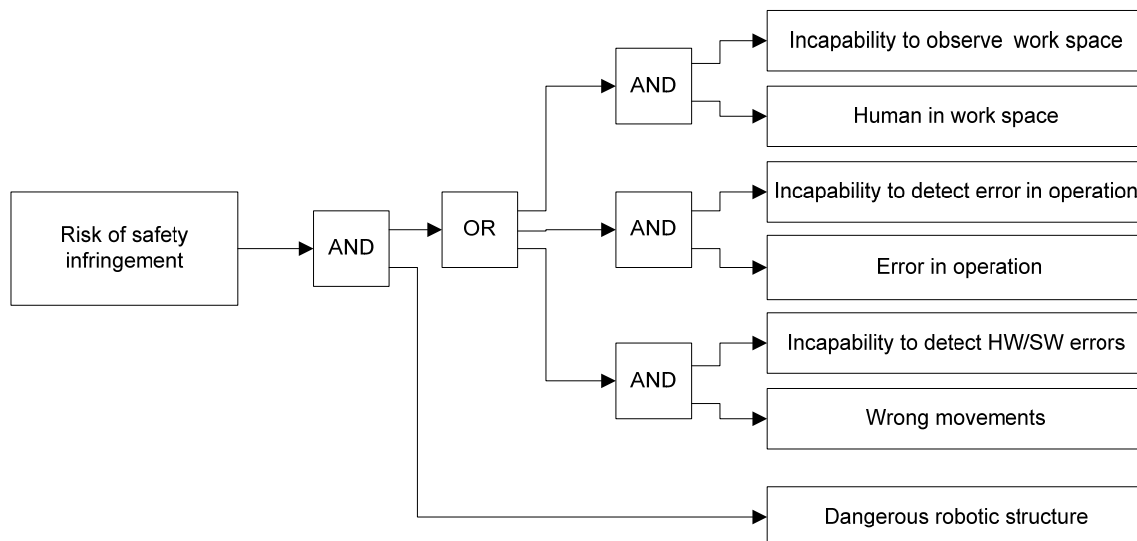 Incapability to observe work space
AND
Human in work space
Incapability to detect error in operation
Risk of safety
infringement
AND
OR
AND
Error in operation
Incapability to detect HW/SW errors
AND
Wrong movements
Dangerous robotic structure